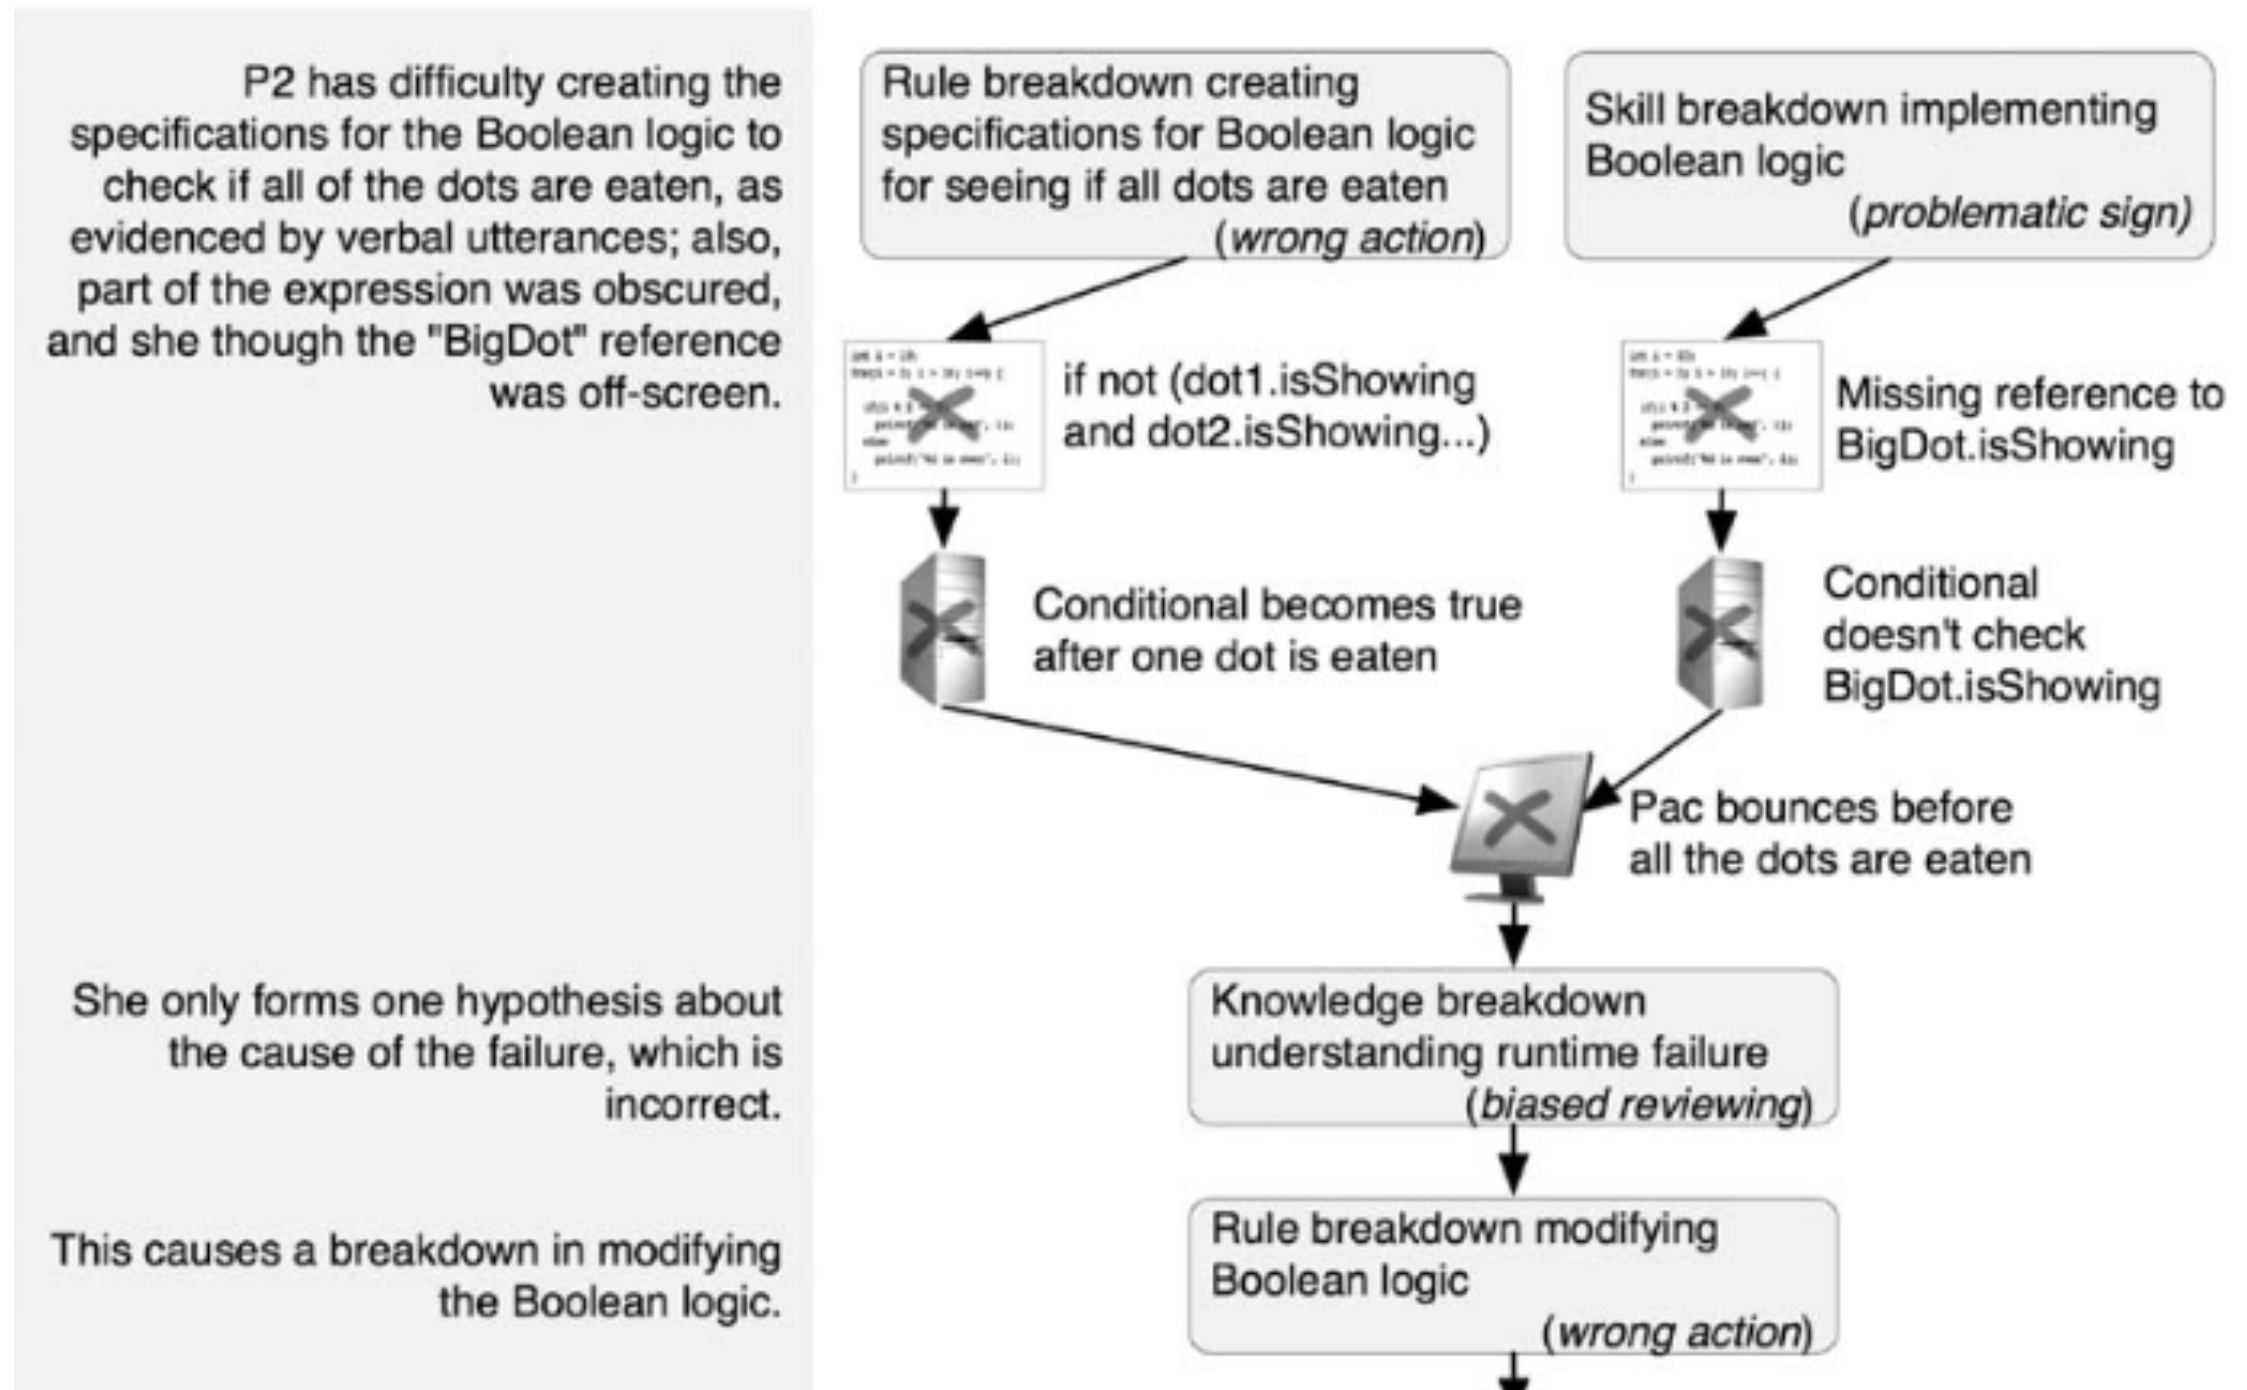 P2 has difficulty creating the
specifications for the Boolean logic to
check if all of the dots are eaten, as
evidenced by verbal utterances; also,
part of the expression was obscured,
and she though the "BigDot" reference
was off-screen.
Rule breakdown creating
specifications for Boolean logic
for seeing if all dots are eaten
(wrong action)
Skill breakdown implementing
Boolean logic
(problematic sign)
if not (dot1.isShowing
and dot2.isShowing...)
Missing reference to
BigDot.isShowing
Conditional becomes true
after one dot is eaten
Conditional
doesn't check
BigDot.isShowing
Pac bounces before
all the dots are eaten
She only forms one hypothesis about
the cause of the failure, which is
incorrect.
Knowledge breakdown
understanding runtime failure
(biased reviewing)
This causes a breakdown in modifying
the Boolean logic.
Rule breakdown modifying
Boolean logic
(wrong action)